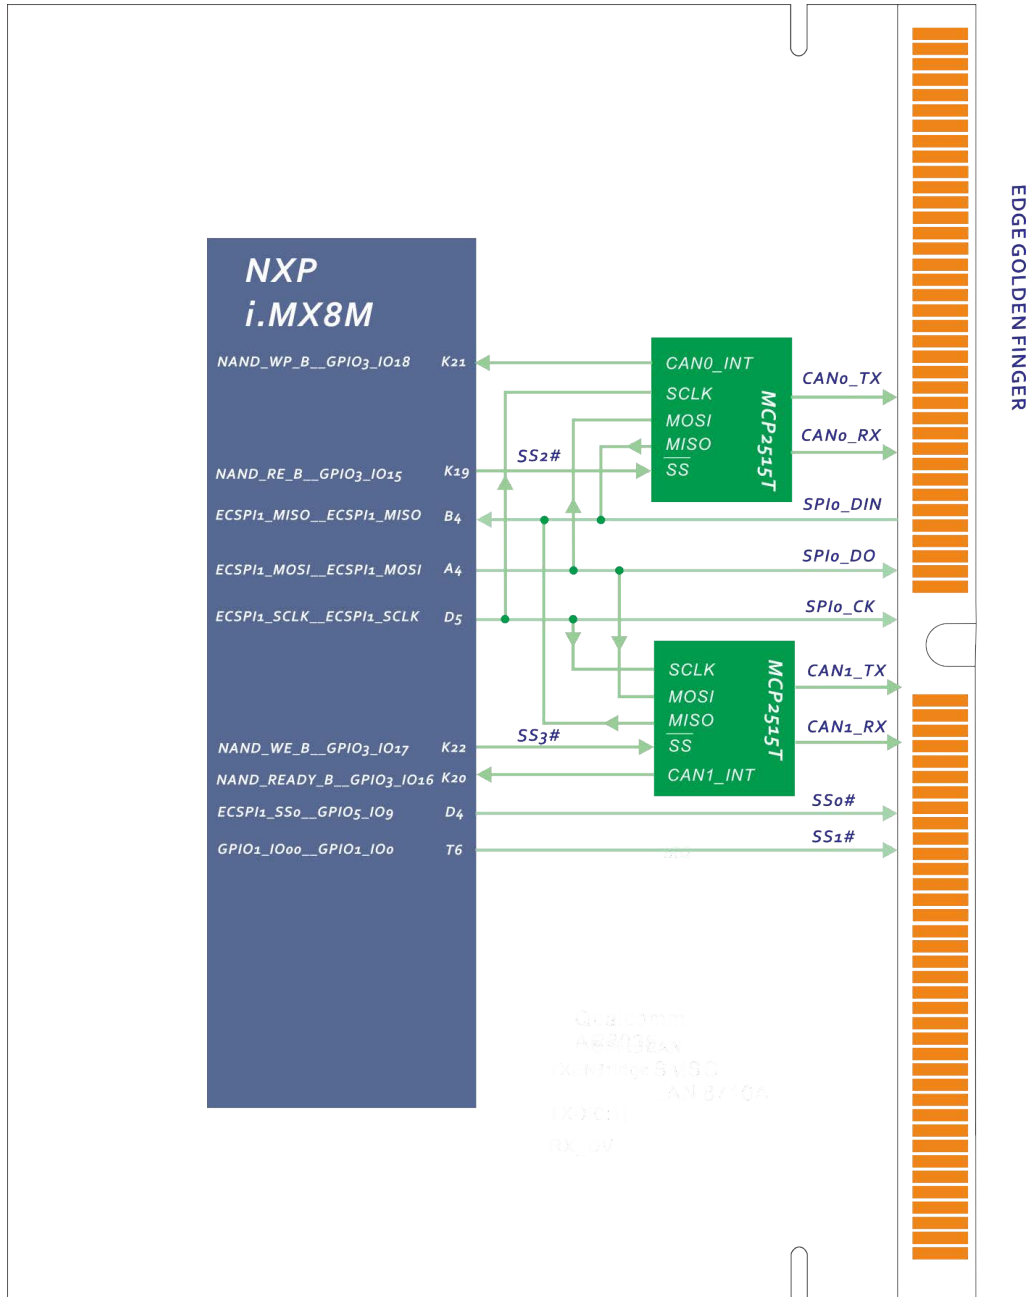 EDGE GOLDEN FINGER
NXP
i.MX8M
NAND_WP_B__GPIO3_IO18 K21
NAND_RE_B__GPIO3_IO15 K19
ECSPI1_MISO__ECSPI1_MISO B4
ECSPI1_MOSI__ECSPI1_MOSI A4
ECSPI1_SCLK__ECSPI1_SCLK D5
NAND_WE_B__GPIO3_IO17 K22
NAND_READY_B__GPIO3_IO16 K20
ECSPI1_SS0__GPIO5_IO9 D4
GPIO1_IO00__GPIO1_IO0 T6
SS2#
SS3#
CAN0_INT
SCLK
MOSI
MISO
SS
MCP2515T
CAN0_TX
CAN0_RX
SPI0_DIN
SPI0_DO
SPI0_CK
SCLK
MOSI
MISO
SS
CAN1_INT
MCP2515T
CAN1_TX
CAN1_RX
SS0#
SS1#